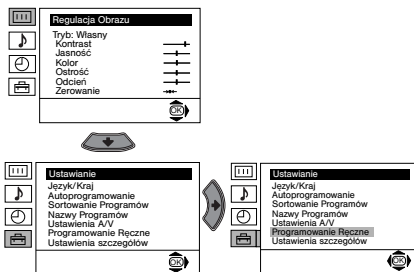 Regulacja Obrazu
Tryb: Własny
Kontrast
Jasność
Kolor
Ostrość
Odcień
Zerowanie
OK
Ustawianie
Język/Kraj
Autoprogramowanie
Sortowanie Programów
Nazwy Programów
Ustawienia A/V
Programowanie Ręczne
Ustawienia szczegółów
OK
Ustawianie
Język/Kraj
Autoprogramowanie
Sortowanie Programów
Nazwy Programów
Ustawienia A/V
Programowanie Ręczne
Ustawienia szczegółów
OK